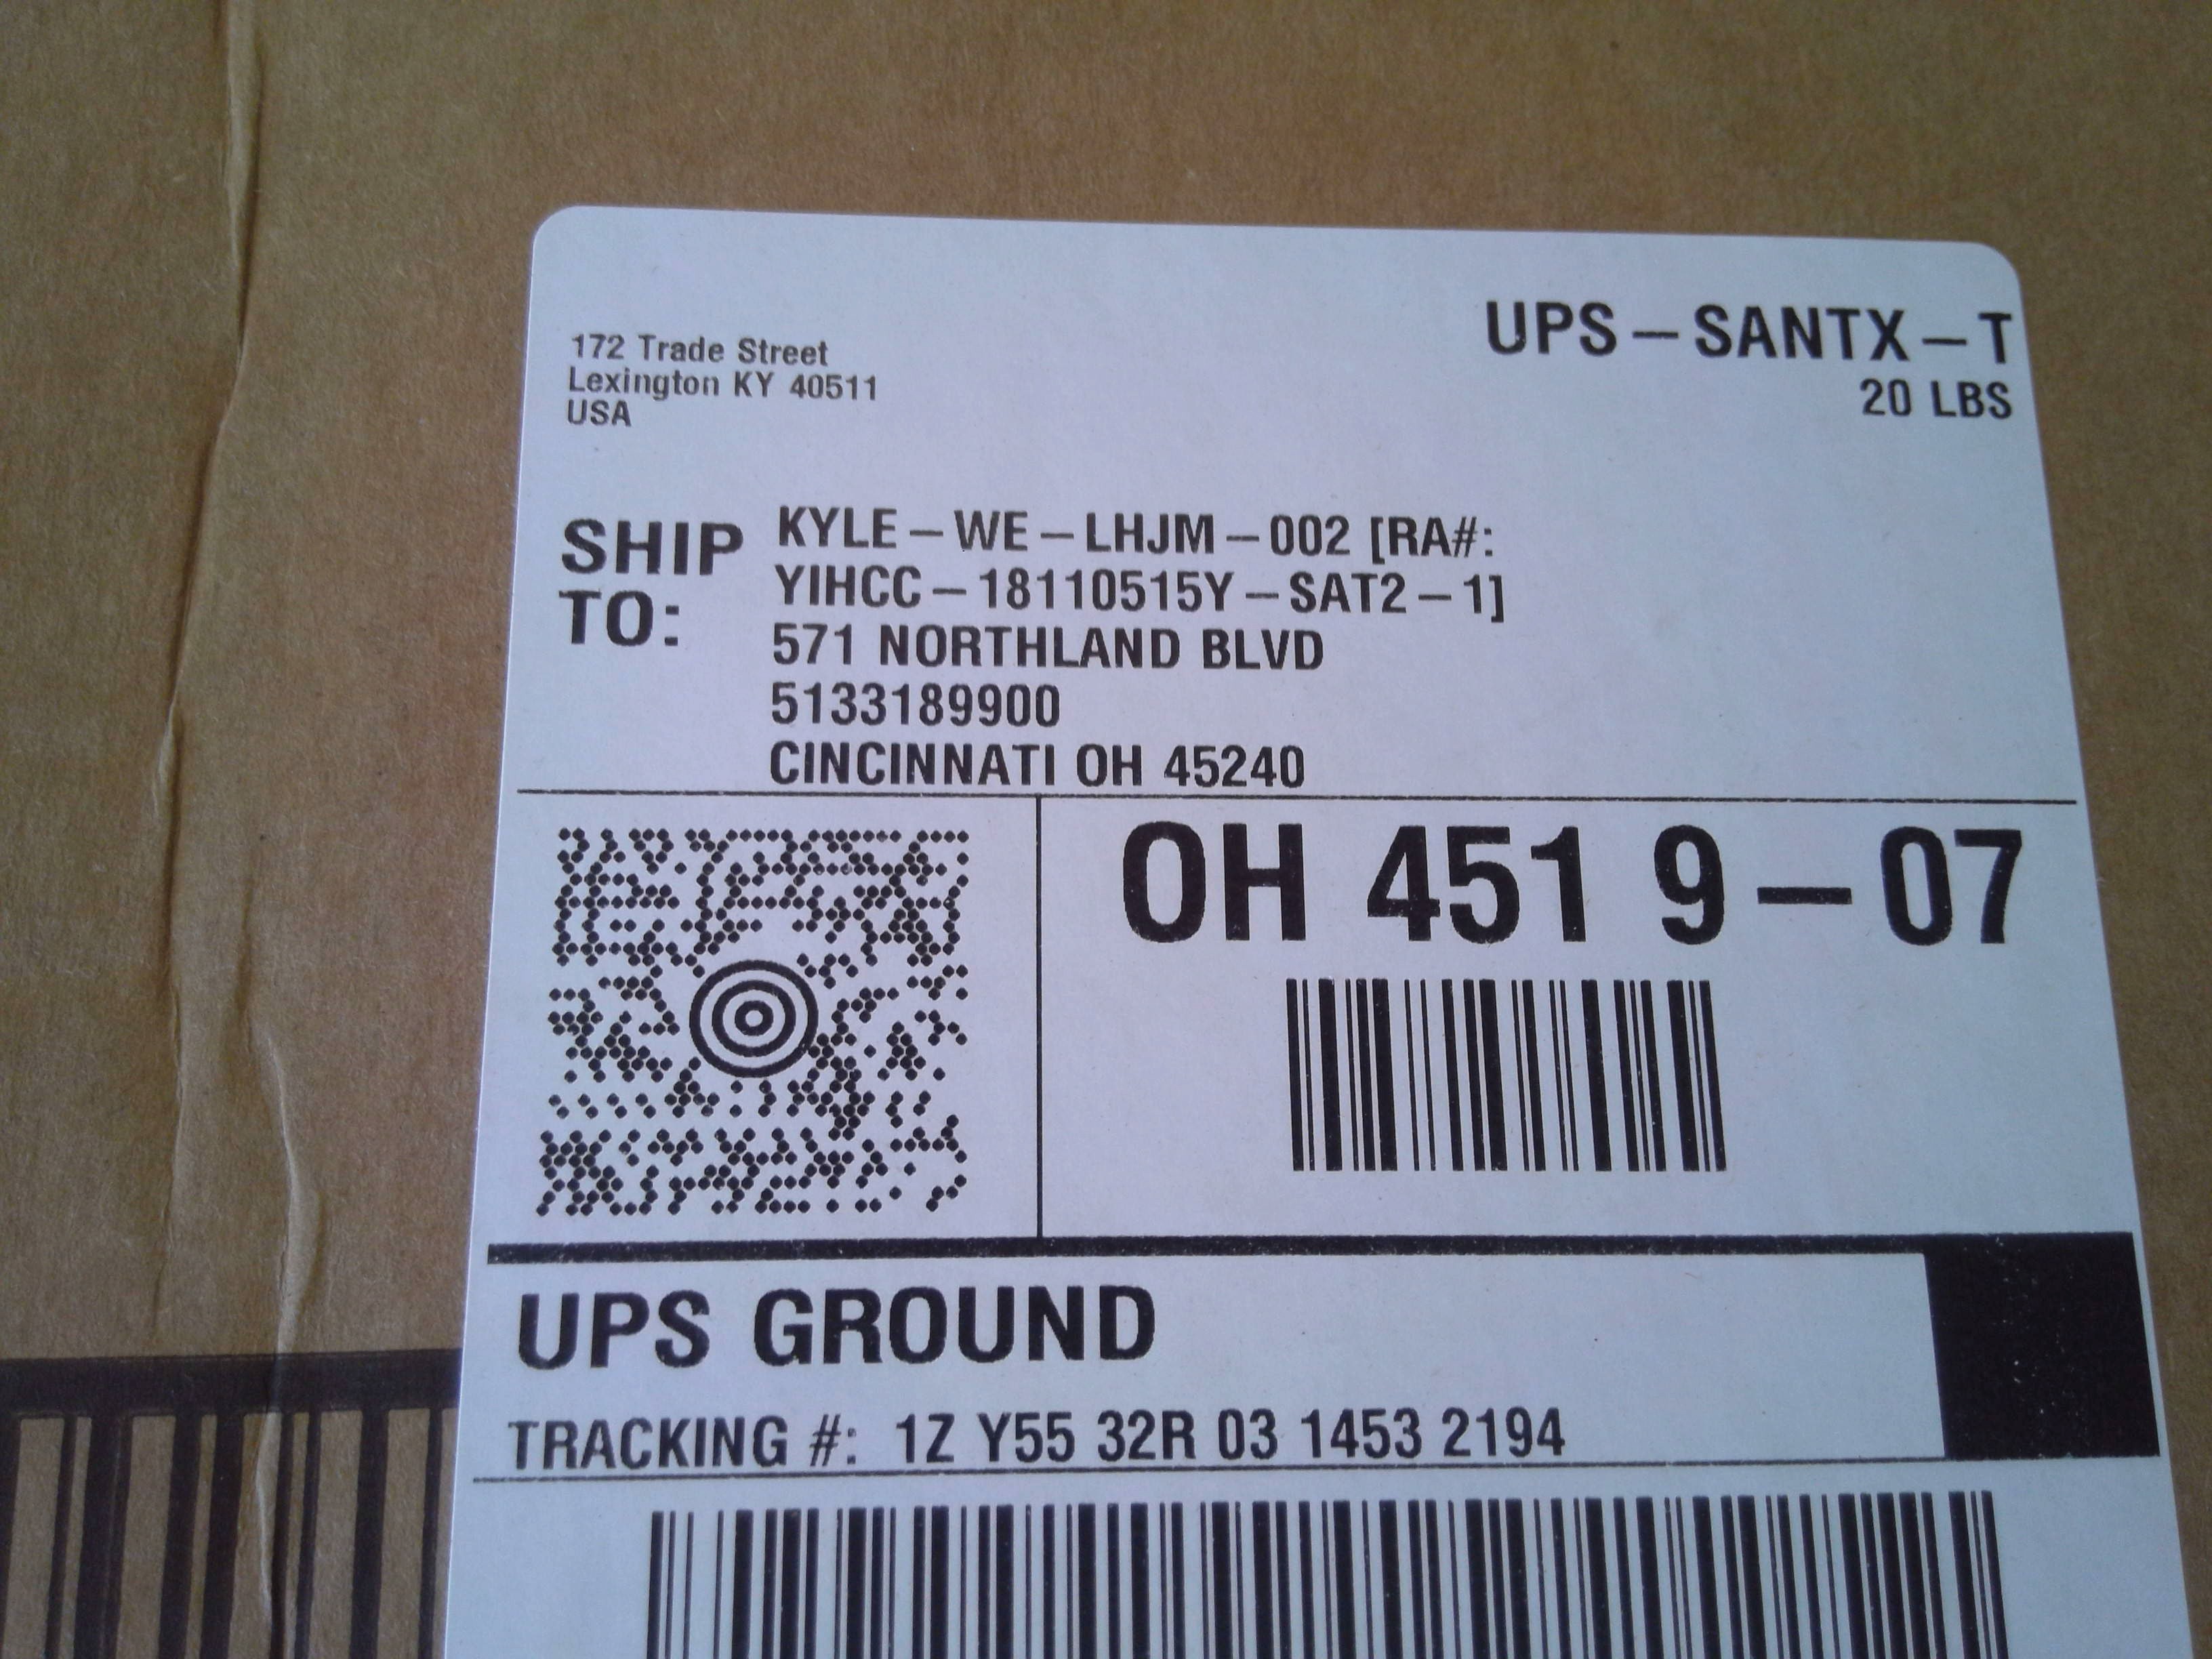 172 Trade Street
Lexington KY 40511
USA
UPS-SANTX-T
20 LBS
SHIP TO:
KYLE-WE-LHJM-002 [RA#:
YIHCC-18110515Y-SAT2-1]
571 NORTHLAND BLVD
5133189900
CINCINNATI OH 45240
OH 451 9-07
UPS GROUND
TRACKING #: 1Z Y55 32R 03 1453 2194